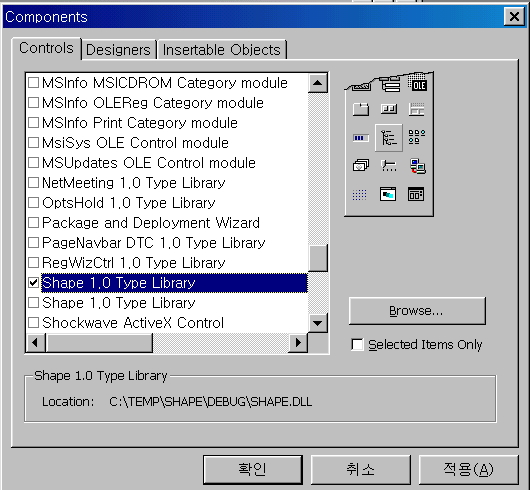 Components
Controls Designers Insertable Objects
MSInfo MSICDROM Category module
MSInfo OLEReg Category module
MSInfo Print Category module
MsiSys OLE Control module
MSUpdates OLE Control module
NetMeeting 1.0 Type Library
OptsHold 1.0 Type Library
Package and Deployment Wizard
PageNavbar DTC 1.0 Type Library
RegWizCtrl 1.0 Type Library
Shape 1.0 Type Library
Shape 1.0 Type Library
Shockwave ActiveX Control
OLE
Browse...
Selected Items Only
Shape 1.0 Type Library
Location: C:\TEMP\SHAPE\DEBUG\SHAPE.DLL
확인 취소 적용(A)